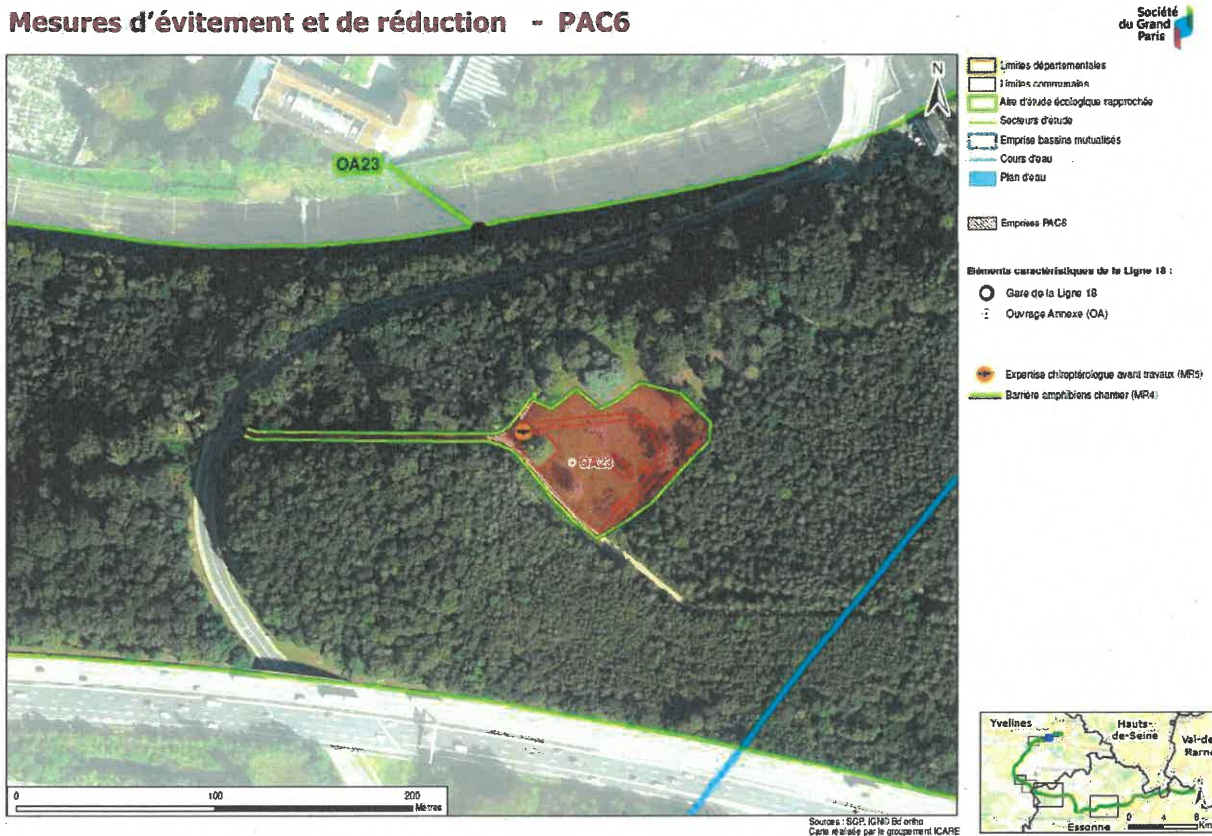 Mesures d'évitement et de réduction - PAC6
Société
du Grand
Paris
N
Limites départementales
Limites communales
Aire d'étude écologique rapprochée
Secteurs d'étude
Emprise bassins mutualisés
Cours d'eau
Plan d'eau
Emprises PAC6
Eléments caractéristiques de la Ligne 18 :
Gare de la Ligne 18
Ouvrage Annexe (OA)
Expertise chiroptérologue avant travaux (MR5)
Barrière amphibiens chantier (MR4)
OA23
OA23
0 100 200
Mètres
Sources : SGP, IGN© Bd ortho
Carte réalisée par le groupement ICARE
Yvelines
Hauts-
de-Seine
Val-de
Marne
Essonne
0 4 8
Km